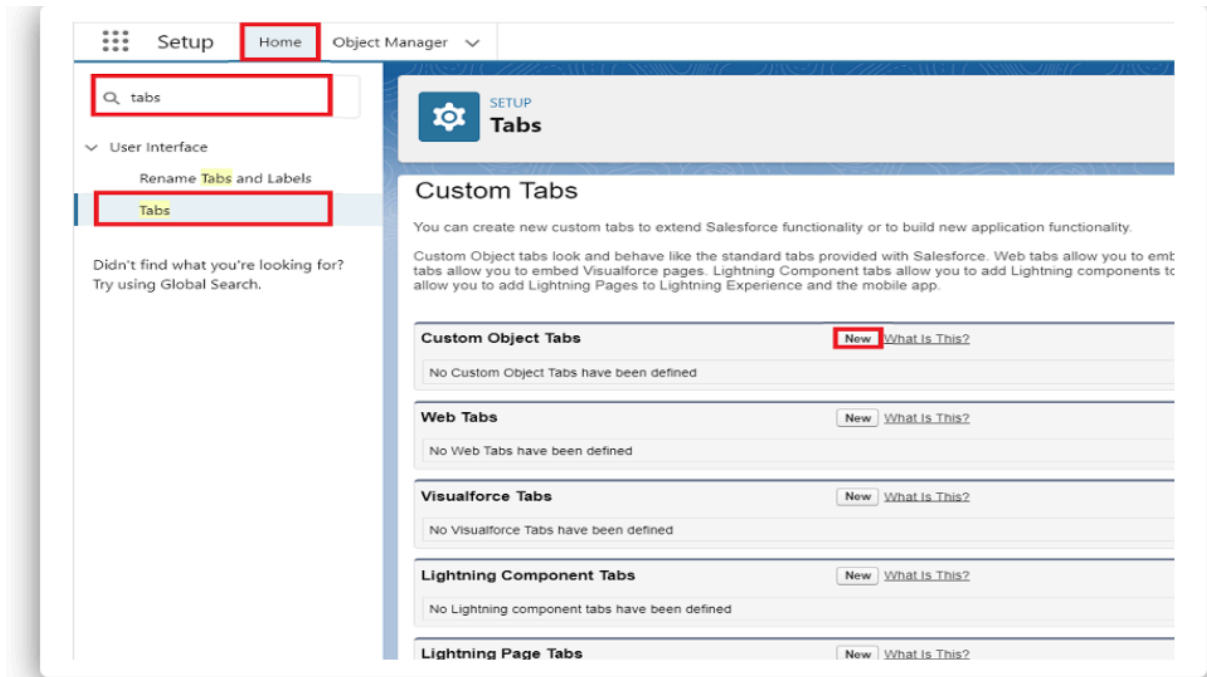 Setup
Home
Object Manager
tabs
User Interface
Rename Tabs and Labels
Tabs
Didn't find what you're looking for?
Try using Global Search.
SETUP
Tabs
Custom Tabs
You can create new custom tabs to extend Salesforce functionality or to build new application functionality.
Custom Object tabs look and behave like the standard tabs provided with Salesforce. Web tabs allow you to
tabs allow you to embed Visualforce pages. Lightning Component tabs allow you to add Lightning components to
allow you to add Lightning Pages to Lightning Experience and the mobile app.
Custom Object Tabs New What Is This?
No Custom Object Tabs have been defined
Web Tabs New What Is This?
No Web Tabs have been defined
Visualforce Tabs New What Is This?
No Visualforce Tabs have been defined
Lightning Component Tabs New What Is This?
No Lightning component tabs have been defined
Lightning Page Tabs New What Is This?